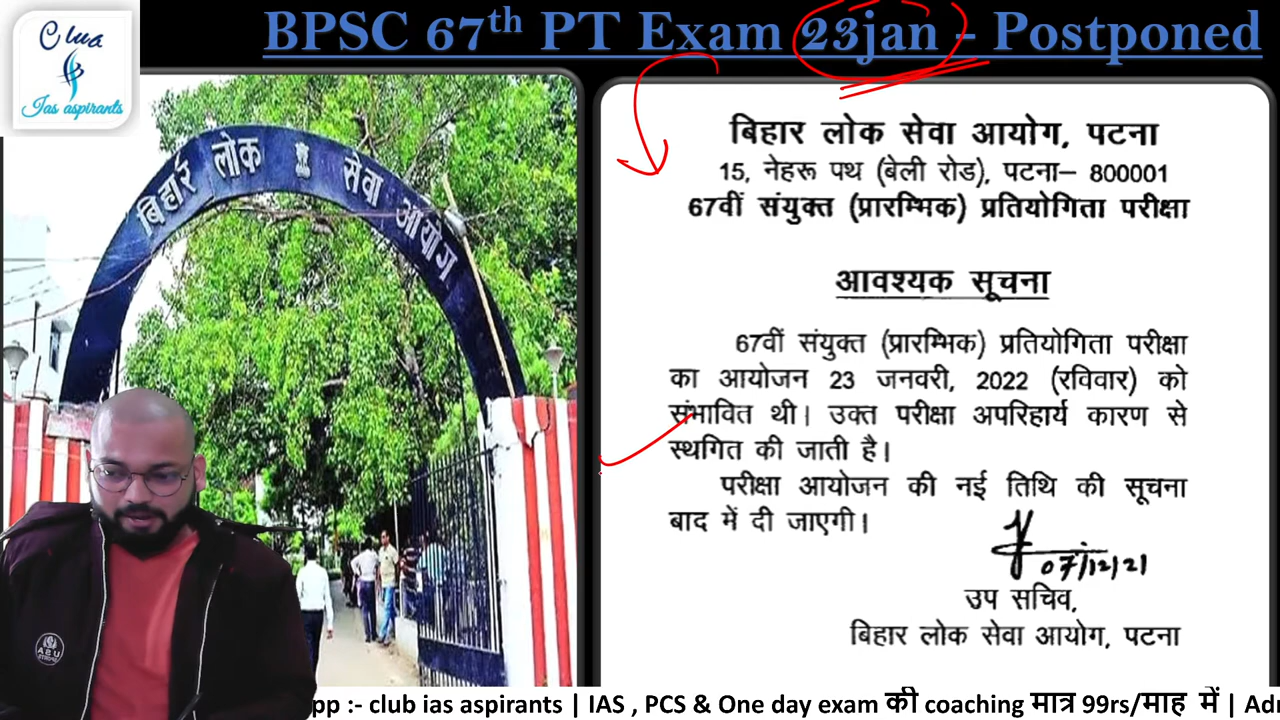 BPSC 67th PT Exam 23jan - Postponed
Club
Ias aspirants
बिहार लोक सेवा आयोग
बिहार लोक सेवा आयोग, पटना
15, नेहरू पथ (बेली रोड), पटना– 800001
67वीं संयुक्त (प्रारम्भिक) प्रतियोगिता परीक्षा
आवश्यक सूचना
67वीं संयुक्त (प्रारम्भिक) प्रतियोगिता परीक्षा
का आयोजन 23 जनवरी, 2022 (रविवार) को
संभावित थी। उक्त परीक्षा अपरिहार्य कारण से
स्थगित की जाती है।
परीक्षा आयोजन की नई तिथि की सूचना
बाद में दी जाएगी।
07/12/21
उप सचिव,
बिहार लोक सेवा आयोग, पटना
pp :- club ias aspirants | IAS , PCS & One day exam की coaching मात्र 99rs/माह में | Ad